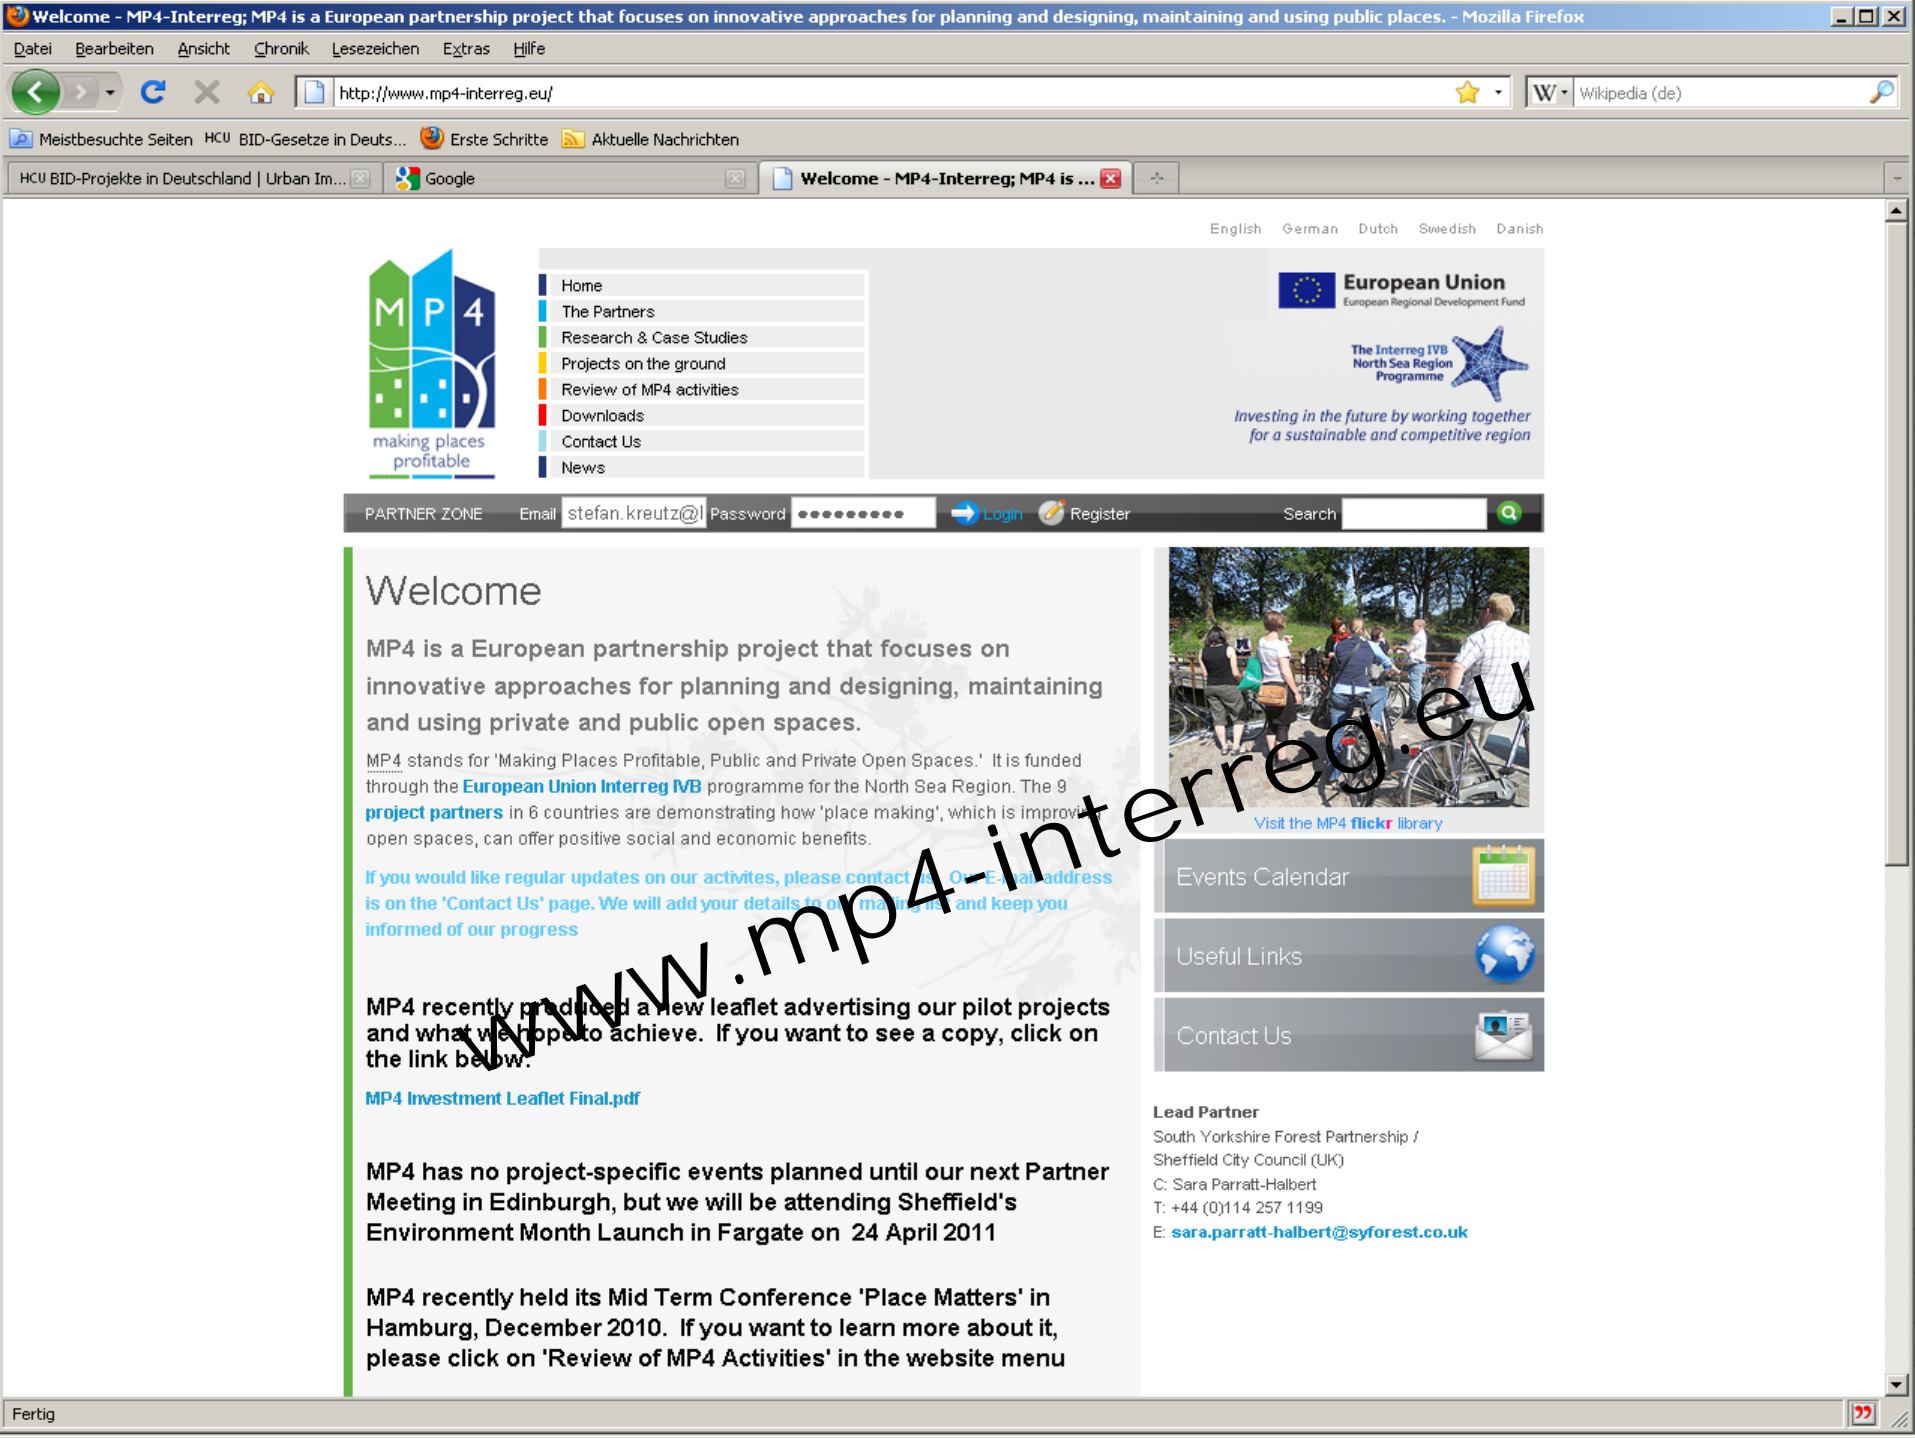 Welcome - MP4-Interreg; MP4 is a European partnership project that focuses on innovative approaches for planning and designing, maintaining and using public places. - Mozilla Firefox
Datei Bearbeiten Ansicht Chronik Lesezeichen Extras Hilfe
http://www.mp4-interreg.eu/
W Wikipedia (de)
Meistbesuchte Seiten HCU BID-Gesetze in Deuts... Erste Schritte Aktuelle Nachrichten
HCU BID-Projekte in Deutschland | Urban Im... Google Welcome - MP4-Interreg; MP4 is ...
English German Dutch Swedish Danish
MP4
making places
profitable
Home
The Partners
Research & Case Studies
Projects on the ground
Review of MP4 activities
Downloads
Contact Us
News
European Union
European Regional Development Fund
The Interreg IVB
North Sea Region
Programme
Investing in the future by working together
for a sustainable and competitive region
PARTNER ZONE Email stefan.kreutz@ Password Login Register Search
Welcome
MP4 is a European partnership project that focuses on
innovative approaches for planning and designing, maintaining
and using private and public open spaces.
MP4 stands for 'Making Places Profitable, Public and Private Open Spaces.' It is funded
through the European Union Interreg IVB programme for the North Sea Region. The 9
project partners in 6 countries are demonstrating how 'place making', which is improving
open spaces, can offer positive social and economic benefits.
If you would like regular updates on our activites, please contact us. Our E-mail address
is on the 'Contact Us' page. We will add your details to our mailing list and keep you
informed of our progress
MP4 recently produced a new leaflet advertising our pilot projects
and what we hope to achieve. If you want to see a copy, click on
the link below:
MP4 Investment Leaflet Final.pdf
MP4 has no project-specific events planned until our next Partner
Meeting in Edinburgh, but we will be attending Sheffield's
Environment Month Launch in Fargate on 24 April 2011
MP4 recently held its Mid Term Conference 'Place Matters' in
Hamburg, December 2010. If you want to learn more about it,
please click on 'Review of MP4 Activities' in the website menu
www.mp4-interreg.eu
Visit the MP4 flickr library
Events Calendar
Useful Links
Contact Us
Lead Partner
South Yorkshire Forest Partnership /
Sheffield City Council (UK)
C: Sara Parratt-Halbert
T: +44 (0)114 257 1199
E: sara.parratt-halbert@syforest.co.uk
Fertig